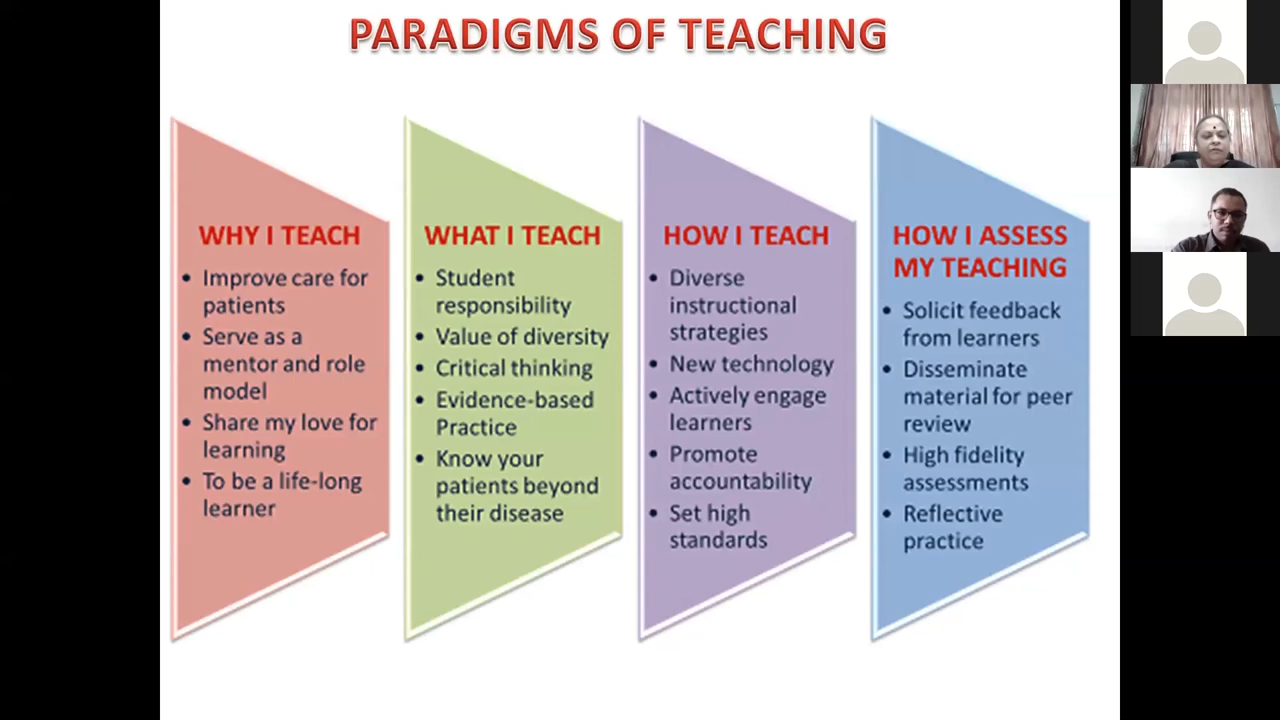 PARADIGMS OF TEACHING
WHY I TEACH
• Improve care for
patients
• Serve as a
mentor and role
model
• Share my love for
learning
• To be a life-long
learner
WHAT I TEACH
• Student
responsibility
• Value of diversity
• Critical thinking
• Evidence-based
Practice
• Know your
patients beyond
their disease
HOW I TEACH
• Diverse
instructional
strategies
• New technology
• Actively engage
learners
• Promote
accountability
• Set high
standards
HOW I ASSESS
MY TEACHING
• Solicit feedback
from learners
• Disseminate
material for peer
review
• High fidelity
assessments
• Reflective
practice